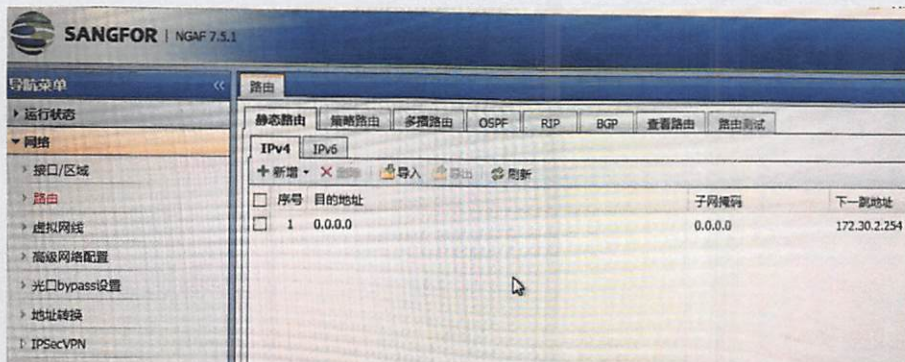 SANGFOR | NGAF 7.5.1
导航菜单 «
运行状态
网络
接口/区域
路由
虚拟网线
高级网络配置
光口bypass设置
地址转换
IPSecVPN
路由
静态路由 策略路由 多播路由 OSPF RIP BGP 查看路由 路由测试
IPv4 IPv6
新增 删除 导入 导出 刷新
序号 目的地址 子网掩码 下一跳地址
1 0.0.0.0 0.0.0.0 172.30.2.254